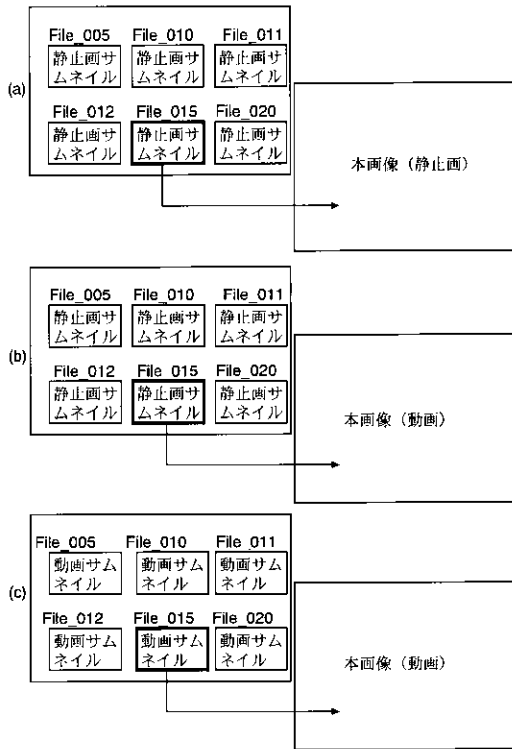 File_005 File_010 File_011
静止画サ 静止画サ 静止画サ
ムネイル ムネイル ムネイル
(a)
File_012 File_015 File_020
静止画サ 静止画サ 静止画サ
ムネイル ムネイル ムネイル
本画像（静止画）
File_005 File_010 File_011
静止画サ 静止画サ 静止画サ
ムネイル ムネイル ムネイル
(b)
File_012 File_015 File_020
静止画サ 静止画サ 静止画サ
ムネイル ムネイル ムネイル
本画像（動画）
File_005 File_010 File_011
動画サム 動画サム 動画サム
ネイル ネイル ネイル
(c)
File_012 File_015 File_020
動画サム 動画サム 動画サム
ネイル ネイル ネイル
本画像（動画）